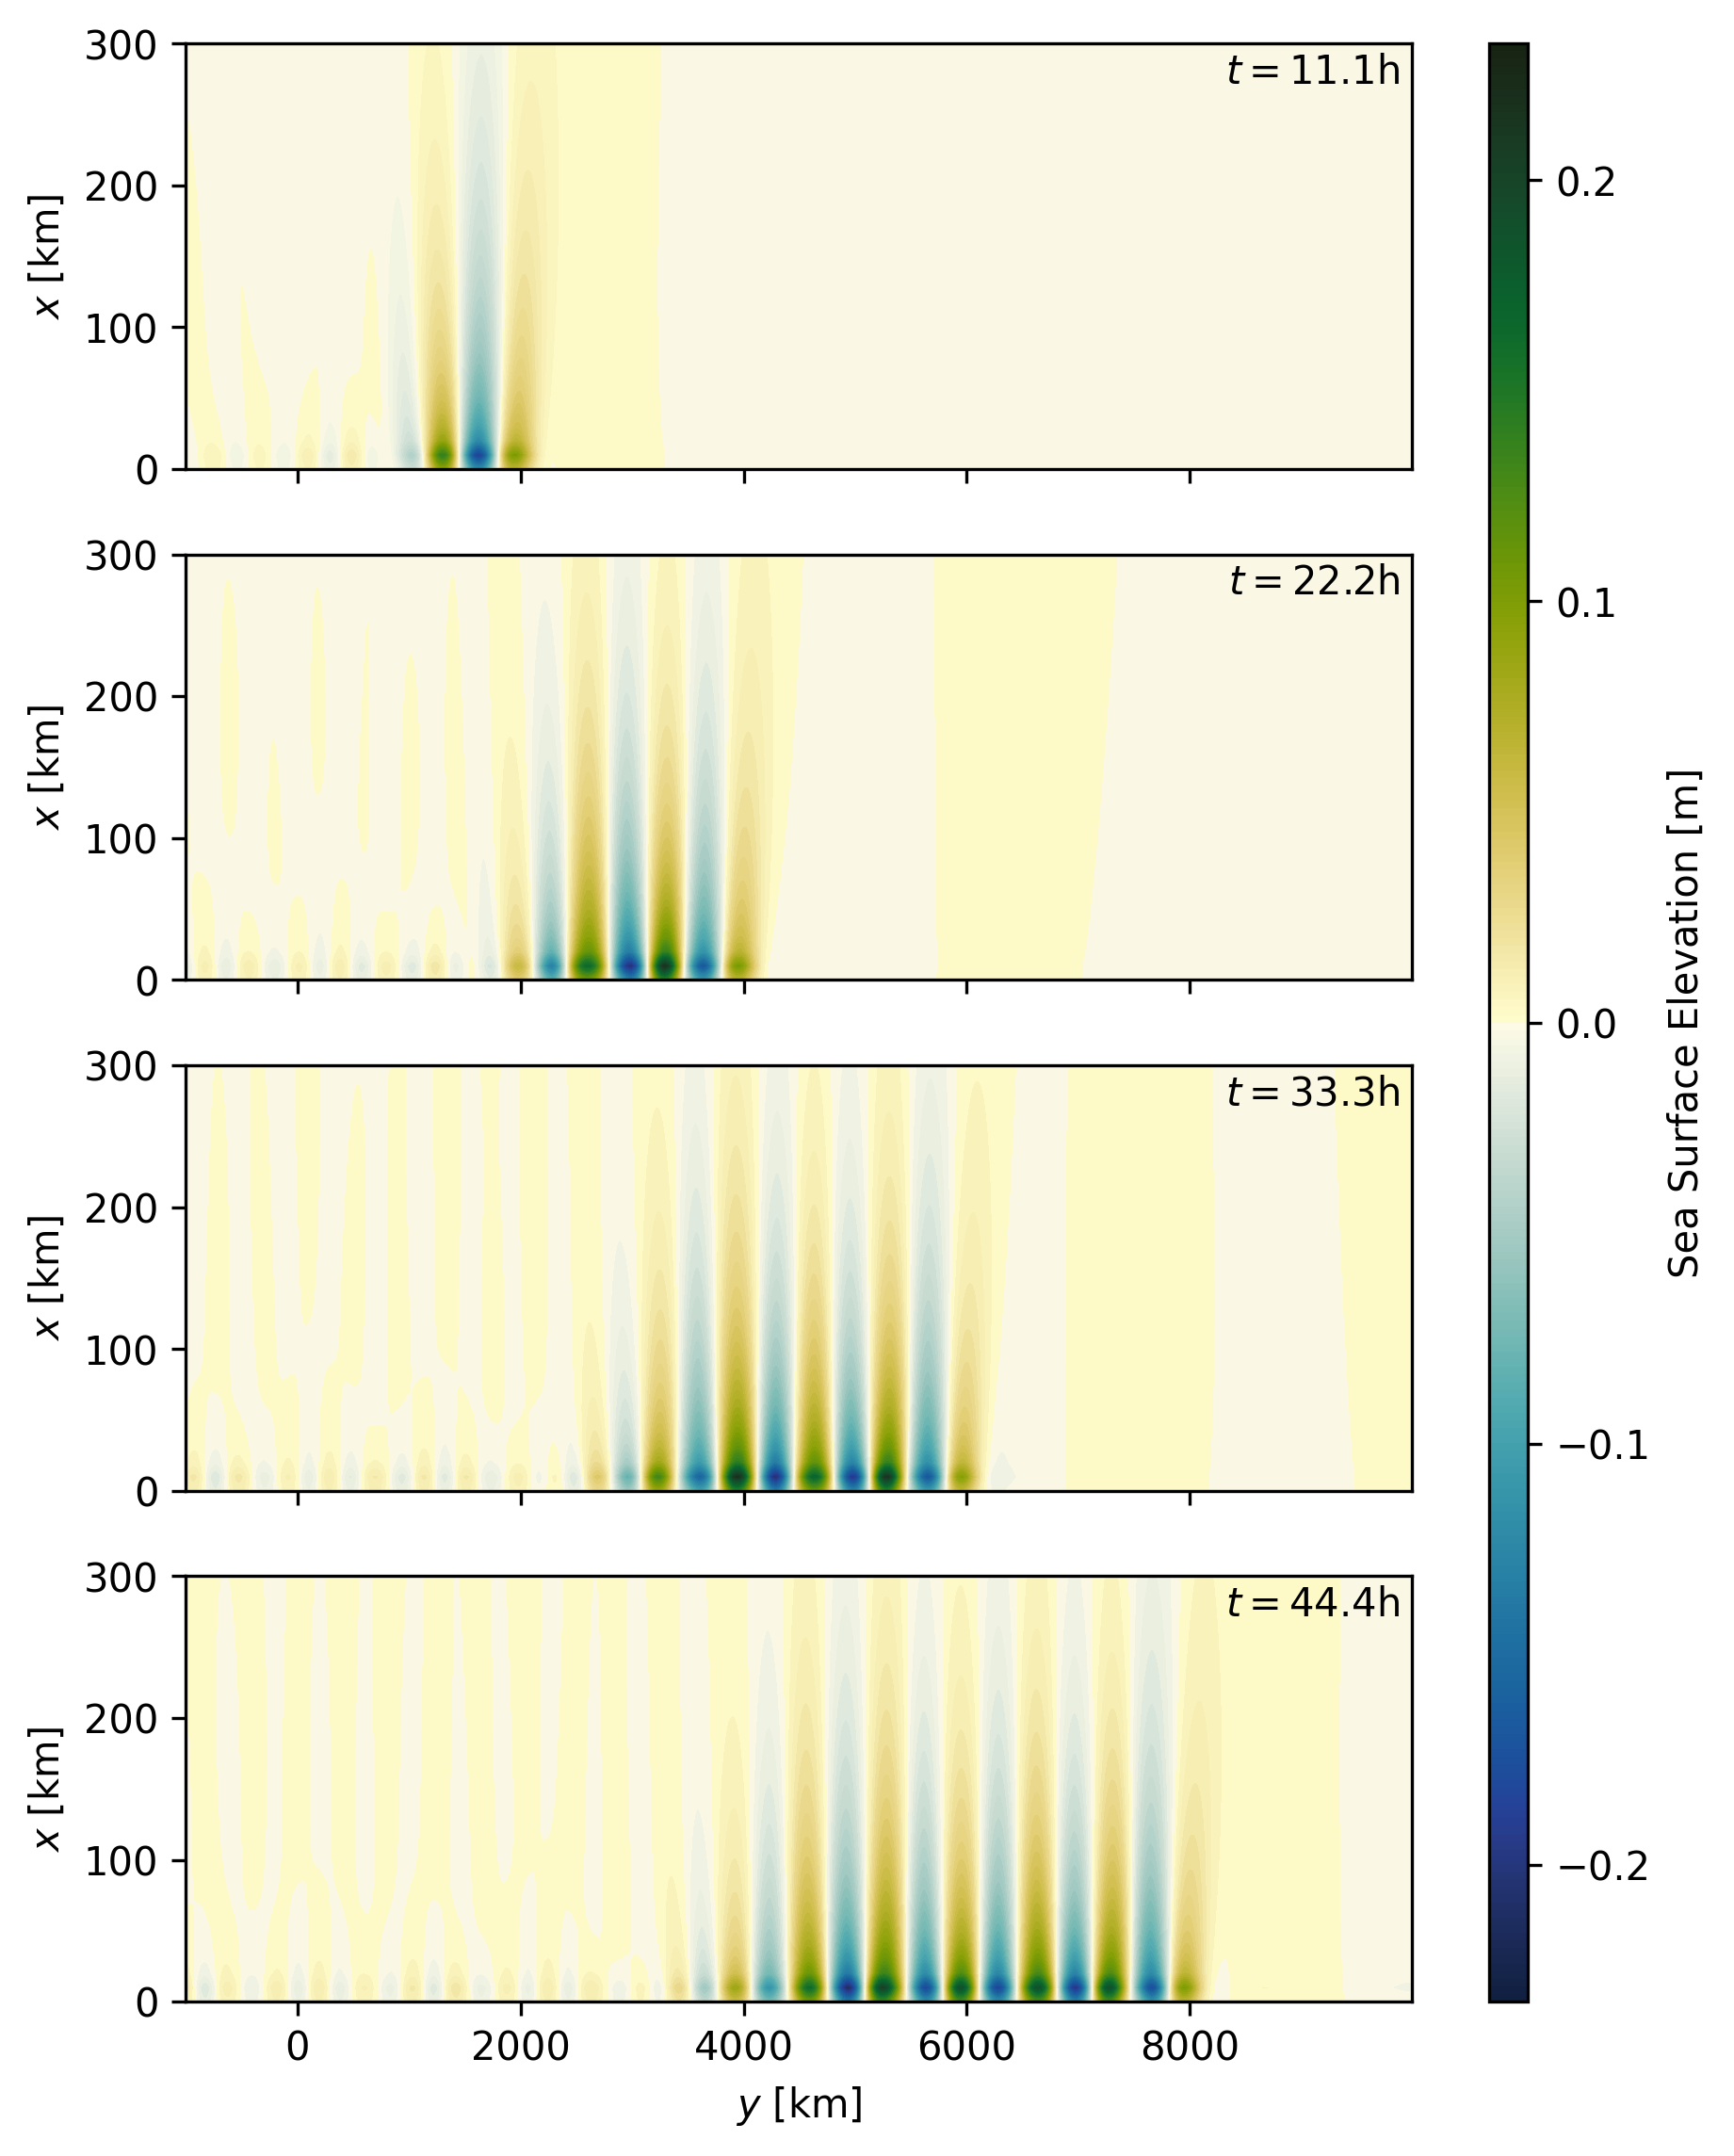 300
200
100
0
x [km]
t = 11.1h
300
200
100
0
x [km]
t = 22.2h
300
200
100
0
x [km]
t = 33.3h
300
200
100
0
x [km]
t = 44.4h
0 2000 4000 6000 8000
y [km]
0.2
0.1
0.0
−0.1
−0.2
Sea Surface Elevation [m]